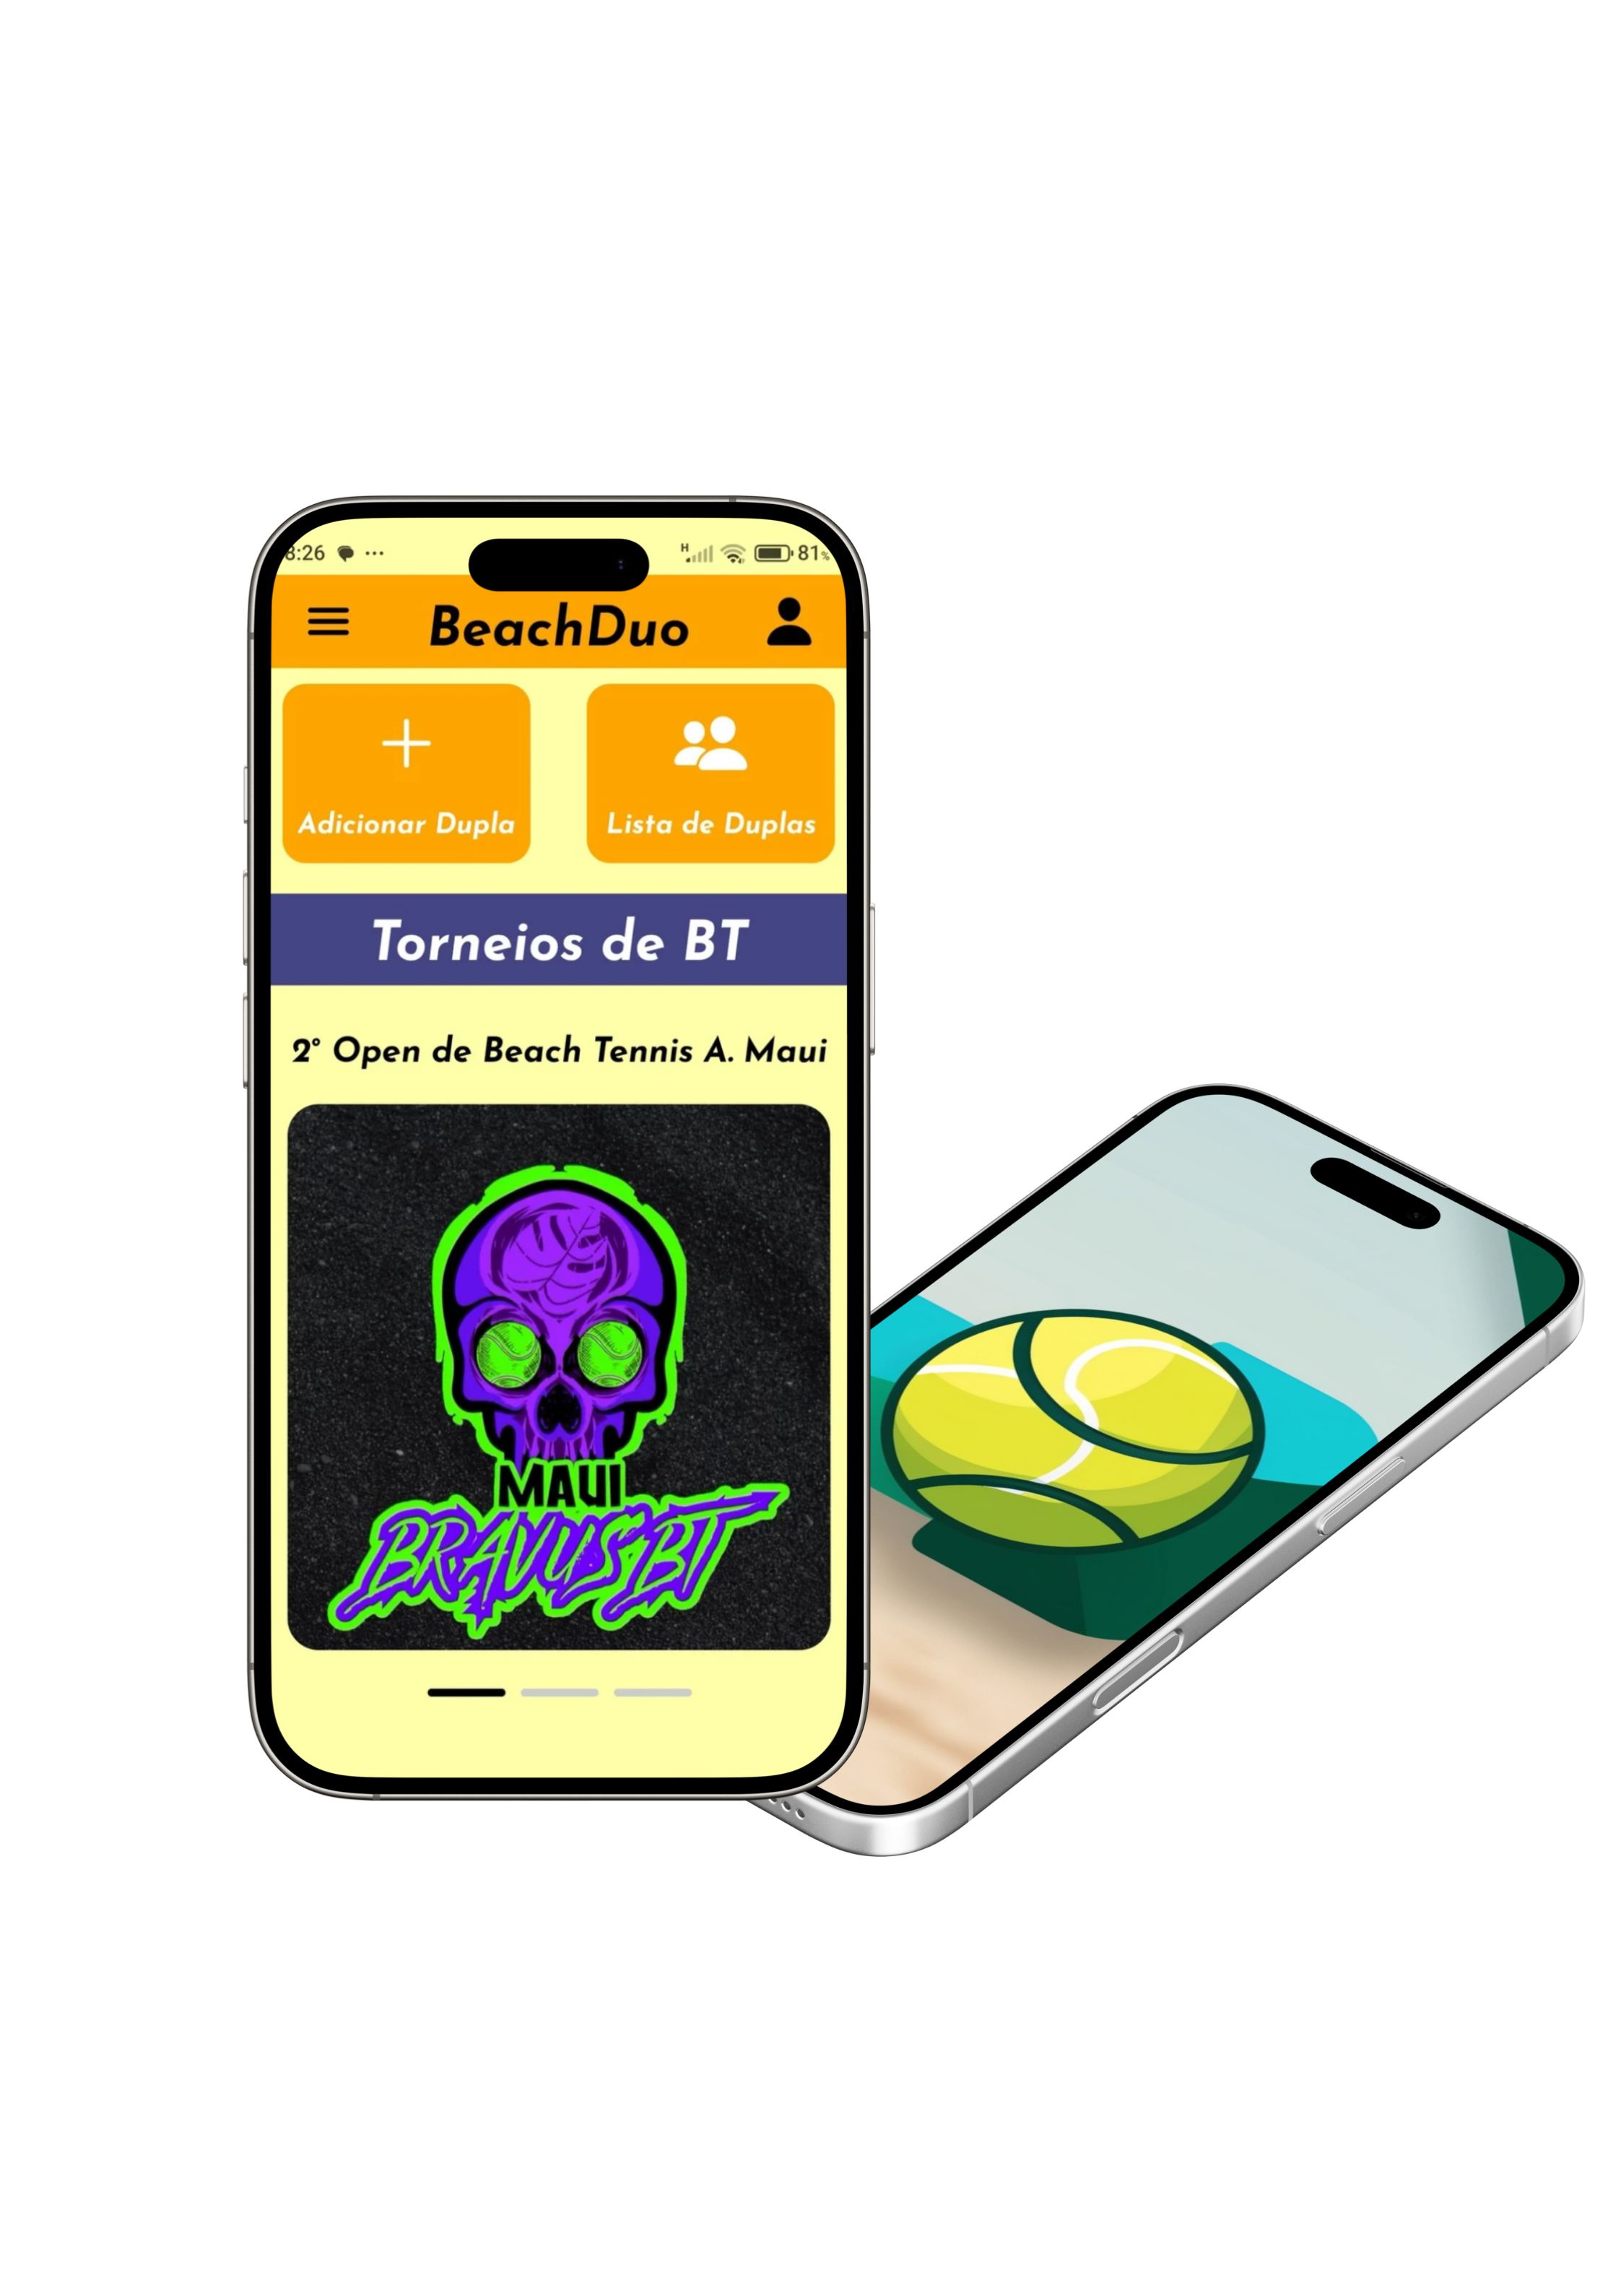 8:26 ... H 81%
BeachDuo
Adicionar Dupla Lista de Duplas
Torneios de BT
2° Open de Beach Tennis A. Maui
MAUI
BRAVUS BT